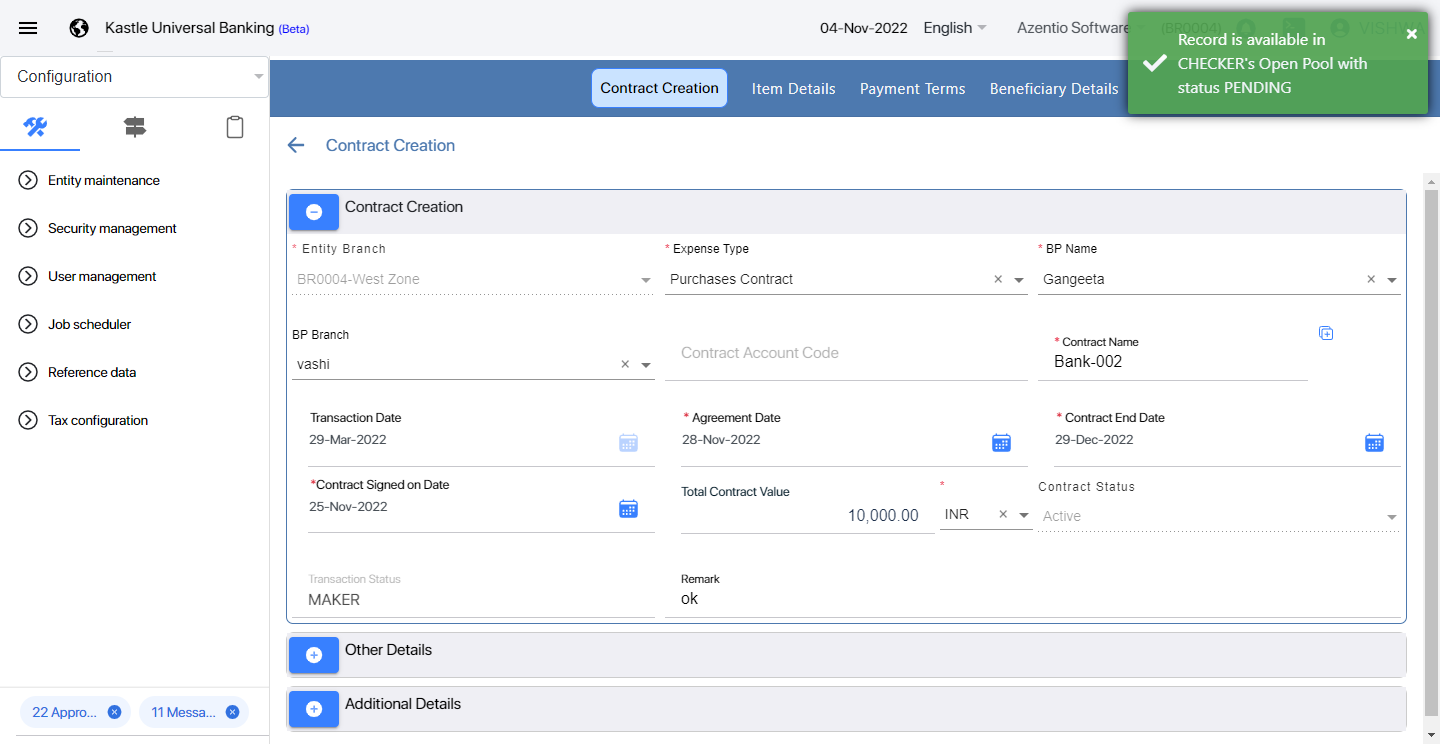 Kastle Universal Banking (Beta)
04-Nov-2022
English
Azentio Software
(BR0004)
VISHWA
Record is available in
CHECKER's Open Pool with
status PENDING
Configuration
Contract Creation
Item Details
Payment Terms
Beneficiary Details
Entity maintenance
Security management
User management
Job scheduler
Reference data
Tax configuration
22 Appro...
11 Messa...
Contract Creation
Contract Creation
* Entity Branch
* Expense Type
* BP Name
BR0004-West Zone
Purchases Contract
Gangeeta
BP Branch
vashi
Contract Account Code
* Contract Name
Bank-002
Transaction Date
* Agreement Date
* Contract End Date
29-Mar-2022
28-Nov-2022
29-Dec-2022
*Contract Signed on Date
25-Nov-2022
Total Contract Value
10,000.00
*
INR
Contract Status
Active
Transaction Status
MAKER
Remark
ok
Other Details
Additional Details